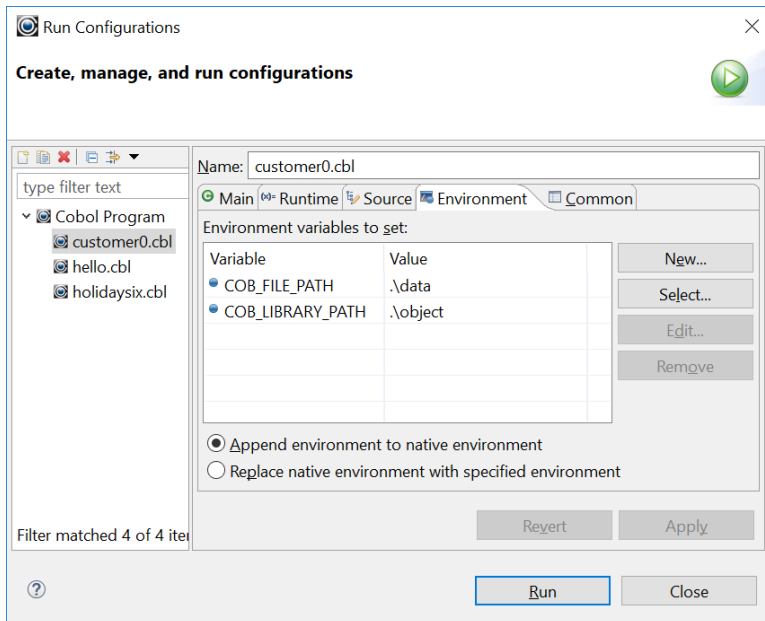 Run Configurations
Create, manage, and run configurations
type filter text
Cobol Program
customer0.cbl
hello.cbl
holidaysix.cbl
Filter matched 4 of 4 iter
Name: customer0.cbl
Main Runtime Source Environment Common
Environment variables to set:
Variable Value
COB_FILE_PATH .\data
COB_LIBRARY_PATH .\object
New...
Select...
Edit...
Remove
Append environment to native environment
Replace native environment with specified environment
Revert Apply
? Run Close